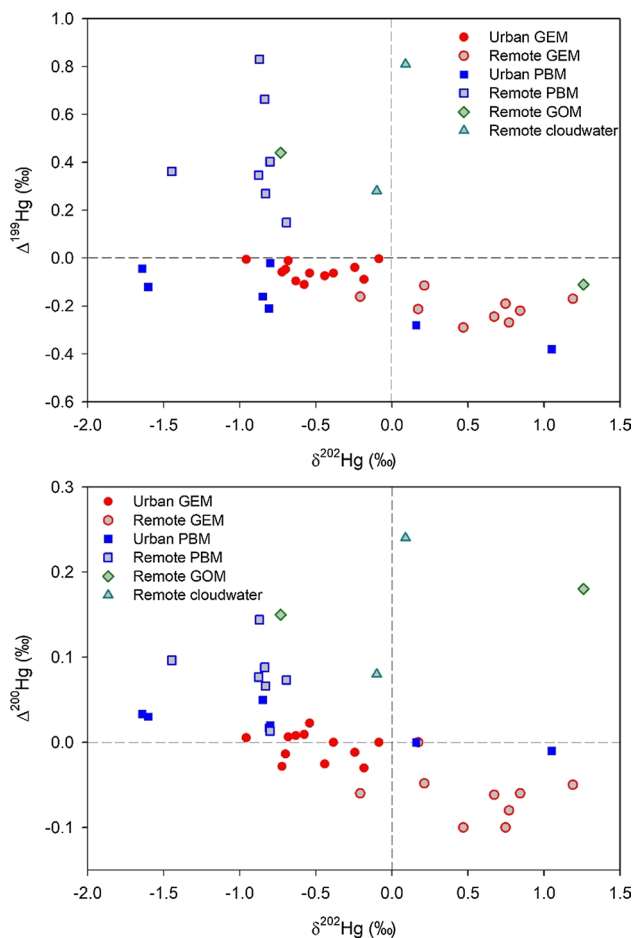 1.0
0.8
0.6
0.4
0.2
0.0
-0.2
-0.4
-0.6
Δ¹⁹⁹Hg (‰)
Urban GEM
Remote GEM
Urban PBM
Remote PBM
Remote GOM
Remote cloudwater
-2.0 -1.5 -1.0 -0.5 0.0 0.5 1.0 1.5
δ²⁰²Hg (‰)
0.3
0.2
0.1
0.0
-0.1
Δ²⁰⁰Hg (‰)
Urban GEM
Remote GEM
Urban PBM
Remote PBM
Remote GOM
Remote cloudwater
-2.0 -1.5 -1.0 -0.5 0.0 0.5 1.0 1.5
δ²⁰²Hg (‰)